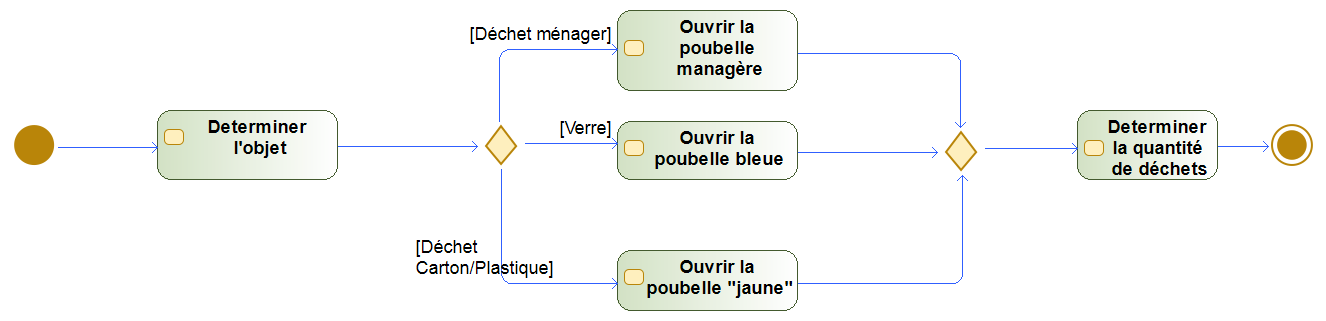 Determiner
l'objet
[Déchet ménager]
Ouvrir la
poubelle
managère
[Verre]
Ouvrir la
poubelle bleue
[Déchet
Carton/Plastique]
Ouvrir la
poubelle "jaune"
Determiner
la quantité
de déchets